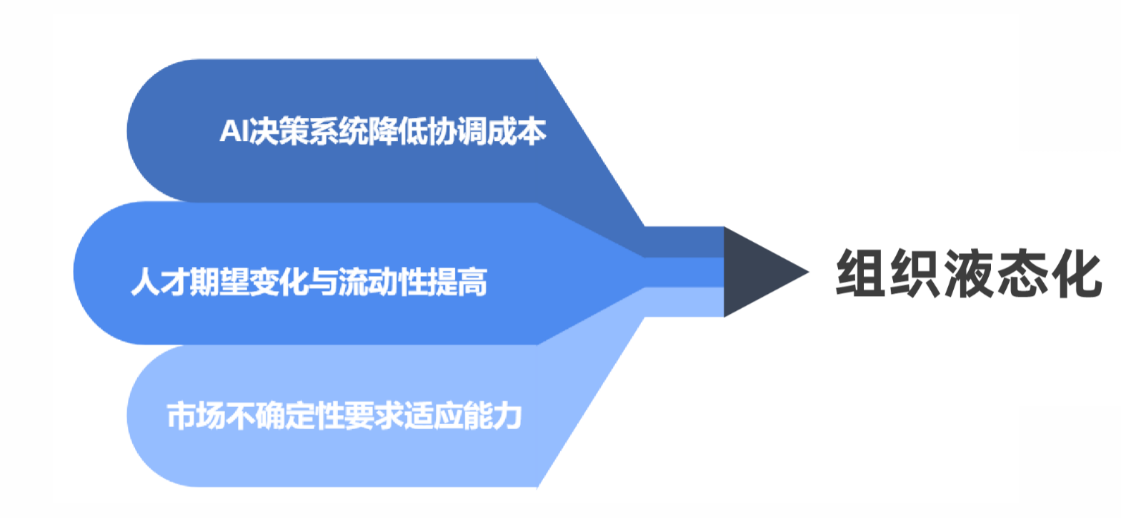 AI决策系统降低协调成本
人才期望变化与流动性提高
市场不确定性要求适应能力
组织液态化